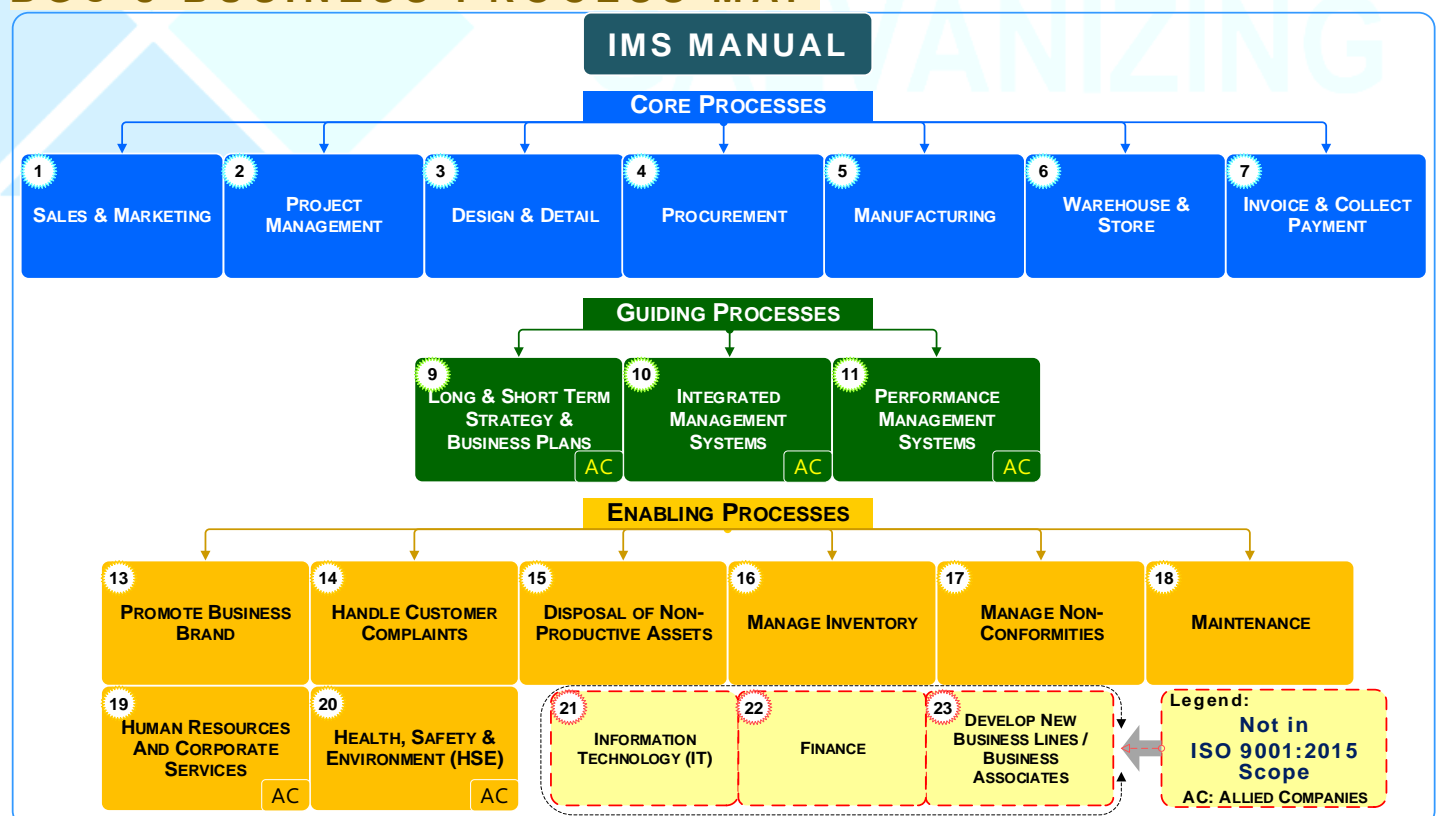 IMS MANUAL
CORE PROCESSES
1
SALES & MARKETING
2
PROJECT
MANAGEMENT
3
DESIGN & DETAIL
4
PROCUREMENT
5
MANUFACTURING
6
WAREHOUSE &
STORE
7
INVOICE & COLLECT
PAYMENT
GUIDING PROCESSES
9
LONG & SHORT TERM
STRATEGY &
BUSINESS PLANS
AC
10
INTEGRATED
MANAGEMENT
SYSTEMS
AC
11
PERFORMANCE
MANAGEMENT
SYSTEMS
AC
ENABLING PROCESSES
13
PROMOTE BUSINESS
BRAND
14
HANDLE CUSTOMER
COMPLAINTS
15
DISPOSAL OF NON-
PRODUCTIVE ASSETS
16
MANAGE INVENTORY
17
MANAGE NON-
CONFORMITIES
18
MAINTENANCE
19
HUMAN RESOURCES
AND CORPORATE
SERVICES
AC
20
HEALTH, SAFETY &
ENVIRONMENT (HSE)
AC
21
INFORMATION
TECHNOLOGY (IT)
22
FINANCE
23
DEVELOP NEW
BUSINESS LINES /
BUSINESS
ASSOCIATES
Legend:
Not in
ISO 9001:2015
Scope
AC: ALLIED COMPANIES